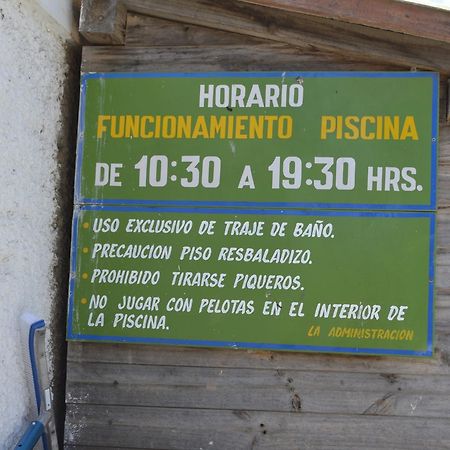 HORARIO
FUNCIONAMIENTO PISCINA
DE 10:30 A 19:30 HRS.
• USO EXCLUSIVO DE TRAJE DE BAÑO.
• PRECAUCION PISO RESBALADIZO.
• PROHIBIDO TIRARSE PIQUEROS.
• NO JUGAR CON PELOTAS EN EL INTERIOR DE
LA PISCINA.
LA ADMINISTRACION